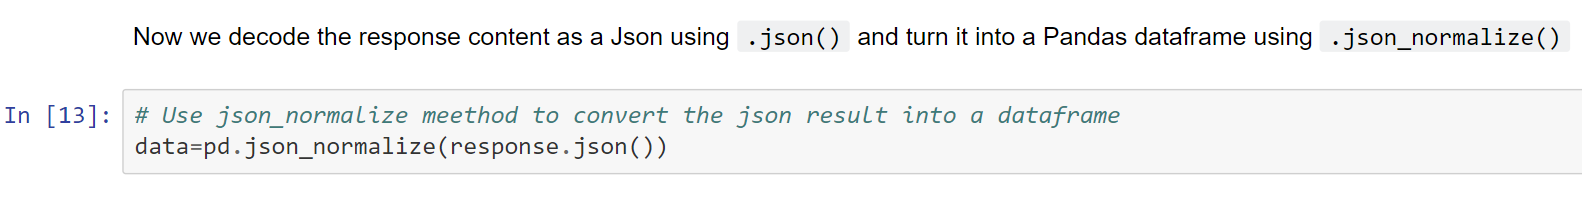 Now we decode the response content as a Json using .json() and turn it into a Pandas dataframe using .json_normalize()
In [13]: # Use json_normalize meethod to convert the json result into a dataframe
data=pd.json_normalize(response.json())